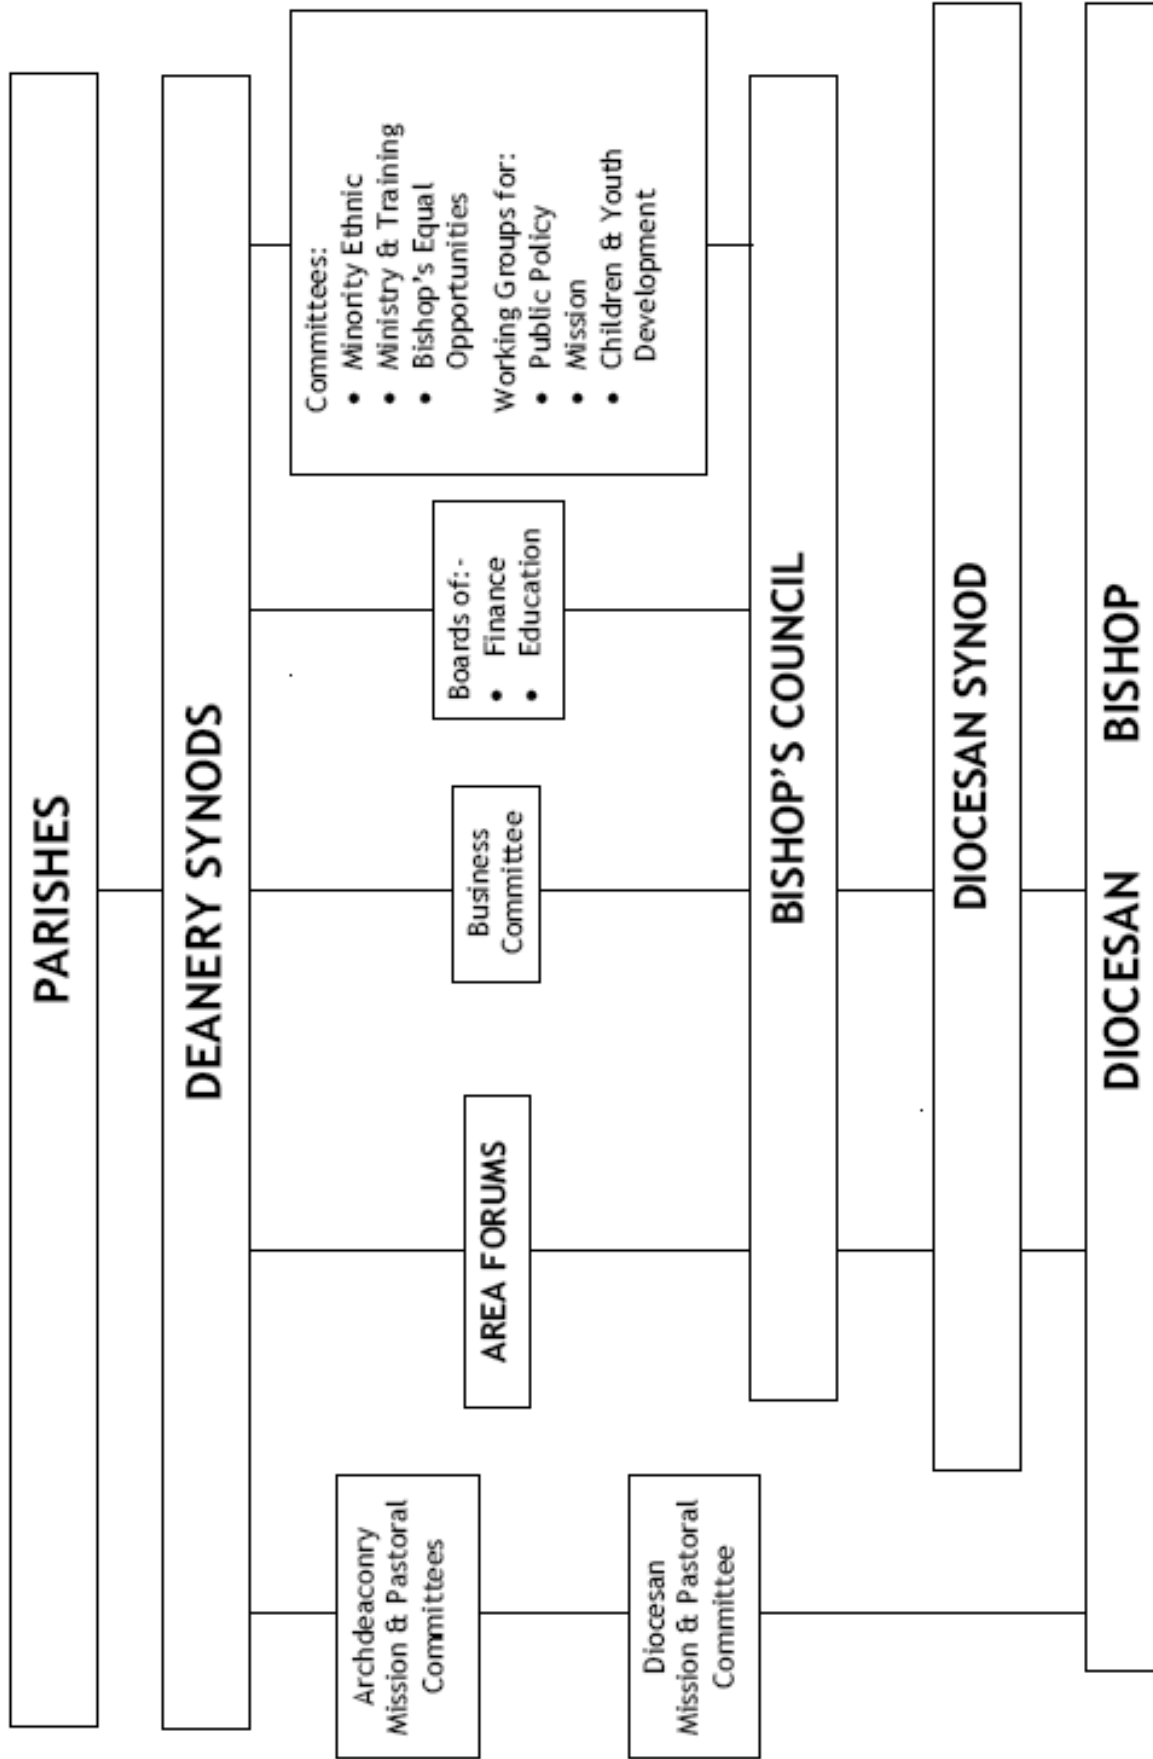 PARISHES
DEANERY SYNODS
Archdeaconry
Mission & Pastoral
Committees
Diocesan
Mission & Pastoral
Committee
AREA FORUMS
Business
Committee
Boards of:-
• Finance
• Education
Committees:
• Minority Ethnic
• Ministry & Training
• Bishop's Equal
Opportunities
Working Groups for:
• Public Policy
• Mission
• Children & Youth
Development
BISHOP'S COUNCIL
DIOCESAN SYNOD
DIOCESAN BISHOP